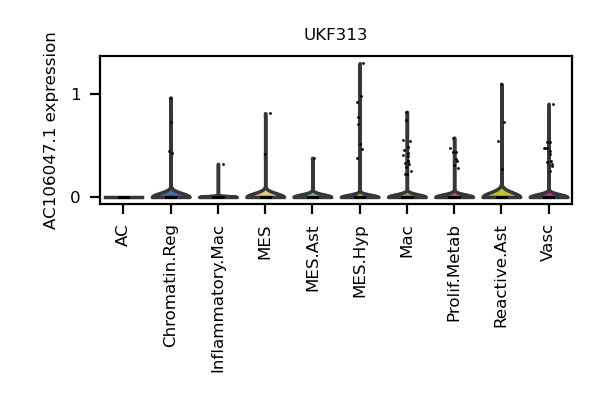 UKF313
AC106047.1 expression
1
0
AC
Chromatin.Reg
Inflammatory.Mac
MES
MES.Ast
MES.Hyp
Mac
Prolif.Metab
Reactive.Ast
Vasc